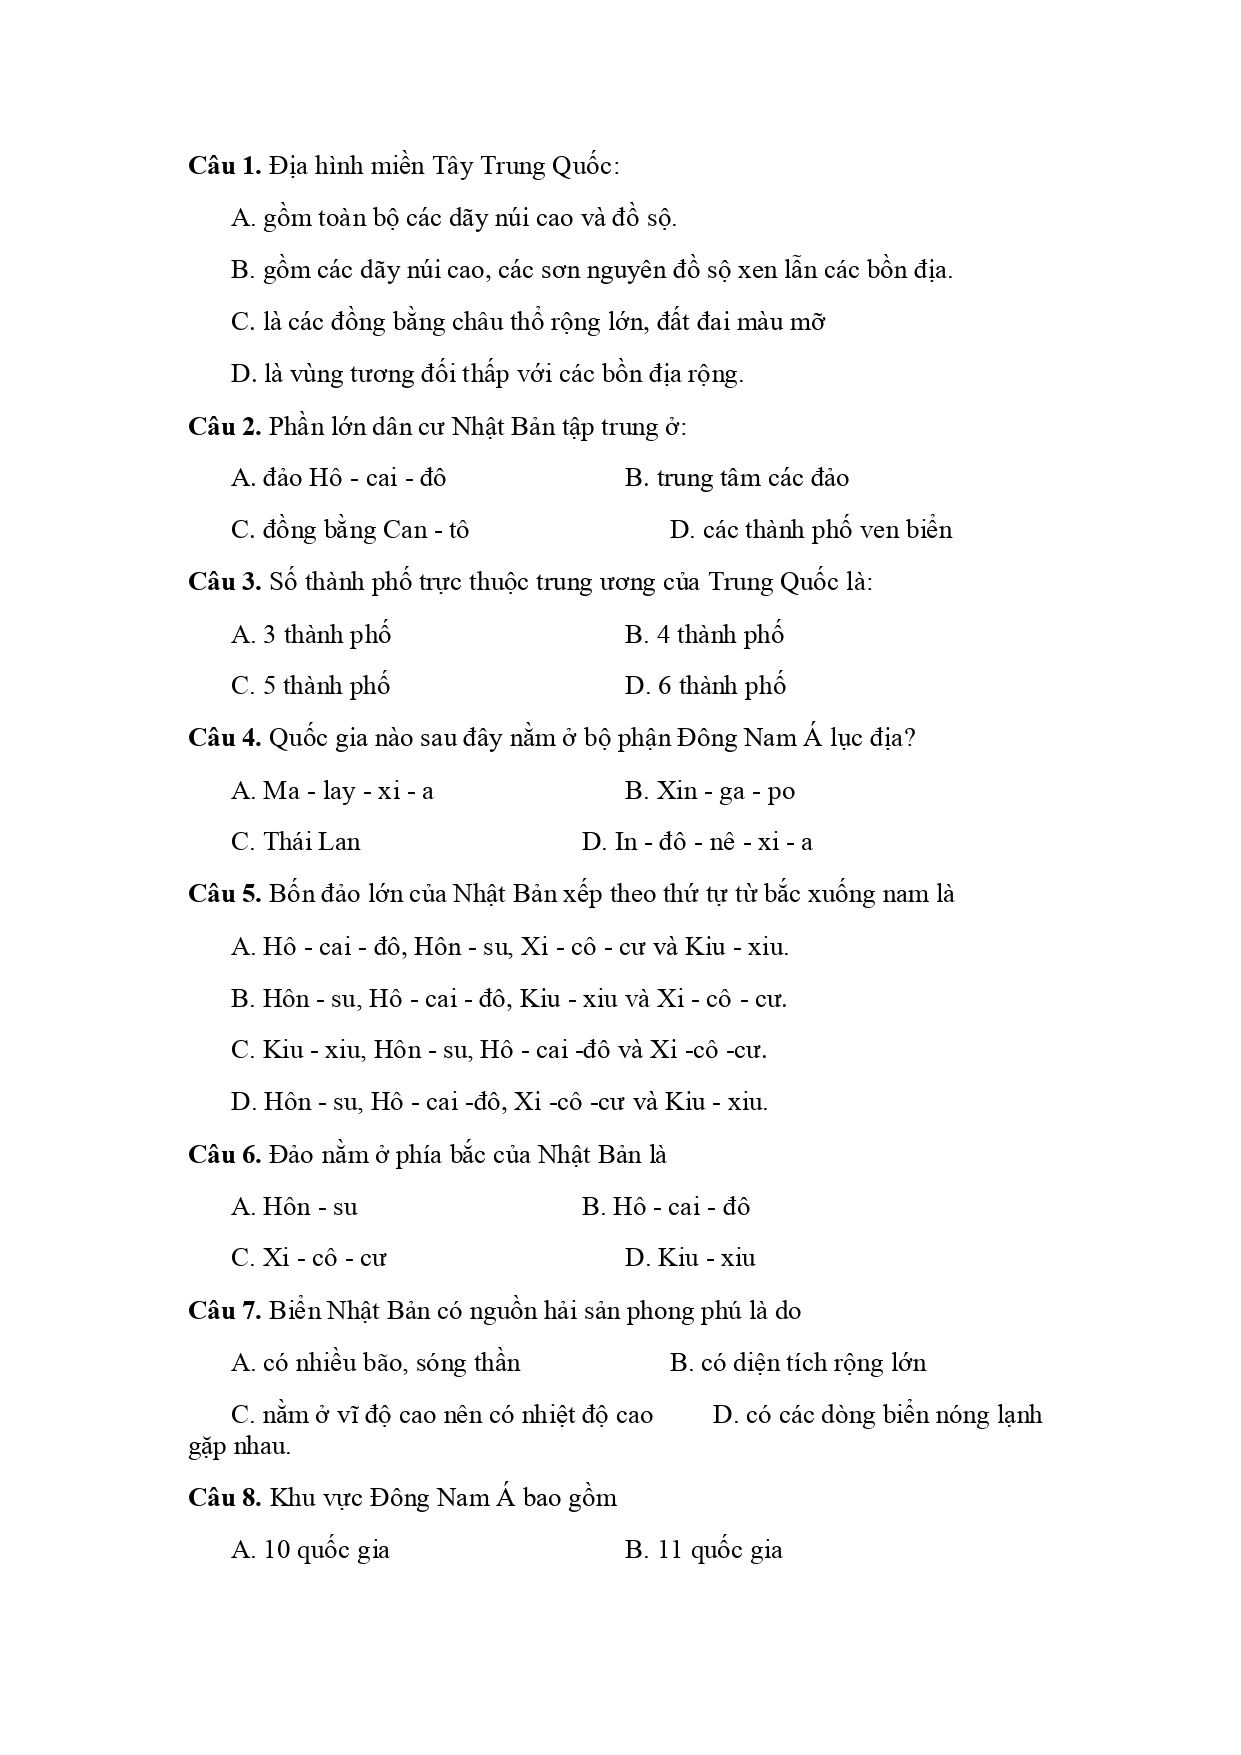 Câu 1. Địa hình miền Tây Trung Quốc:
A. gồm toàn bộ các dãy núi cao và đồ sộ.
B. gồm các dãy núi cao, các sơn nguyên đồ sộ xen lẫn các bồn địa.
C. là các đồng bằng châu thổ rộng lớn, đất đai màu mỡ
D. là vùng tương đối thấp với các bồn địa rộng.
Câu 2. Phần lớn dân cư Nhật Bản tập trung ở:
A. đảo Hô - cai - đô B. trung tâm các đảo
C. đồng bằng Can - tô D. các thành phố ven biển
Câu 3. Số thành phố trực thuộc trung ương của Trung Quốc là:
A. 3 thành phố B. 4 thành phố
C. 5 thành phố D. 6 thành phố
Câu 4. Quốc gia nào sau đây nằm ở bộ phận Đông Nam Á lục địa?
A. Ma - lay - xi - a B. Xin - ga - po
C. Thái Lan D. In - đô - nê - xi - a
Câu 5. Bốn đảo lớn của Nhật Bản xếp theo thứ tự từ bắc xuống nam là
A. Hô - cai - đô, Hôn - su, Xi - cô - cư và Kiu - xiu.
B. Hôn - su, Hô - cai - đô, Kiu - xiu và Xi - cô - cư.
C. Kiu - xiu, Hôn - su, Hô - cai -đô và Xi -cô -cư.
D. Hôn - su, Hô - cai -đô, Xi -cô -cư và Kiu - xiu.
Câu 6. Đảo nằm ở phía bắc của Nhật Bản là
A. Hôn - su B. Hô - cai - đô
C. Xi - cô - cư D. Kiu - xiu
Câu 7. Biển Nhật Bản có nguồn hải sản phong phú là do
A. có nhiều bão, sóng thần B. có diện tích rộng lớn
C. nằm ở vĩ độ cao nên có nhiệt độ cao D. có các dòng biển nóng lạnh
gặp nhau.
Câu 8. Khu vực Đông Nam Á bao gồm
A. 10 quốc gia B. 11 quốc gia